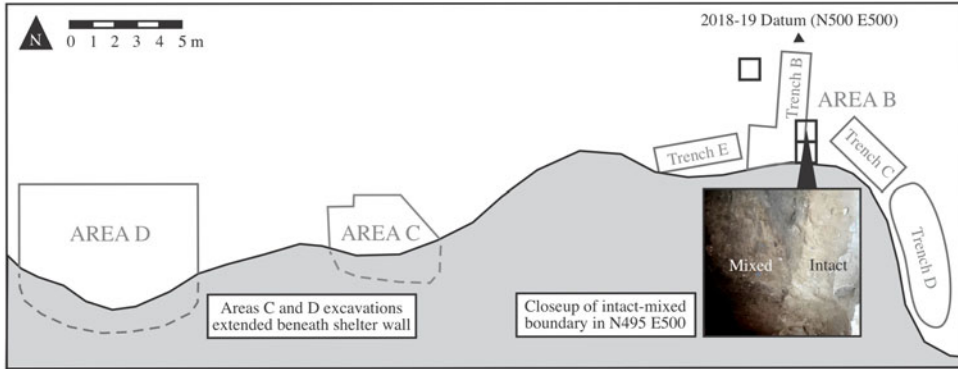 2018-19 Datum (N500 E500)
N
0 1 2 3 4 5 m
Trench B
AREA B
Trench E
Trench C
AREA D
AREA C
Trench D
Mixed
Intact
Areas C and D excavations
extended beneath shelter wall
Closeup of intact-mixed
boundary in N495 E500